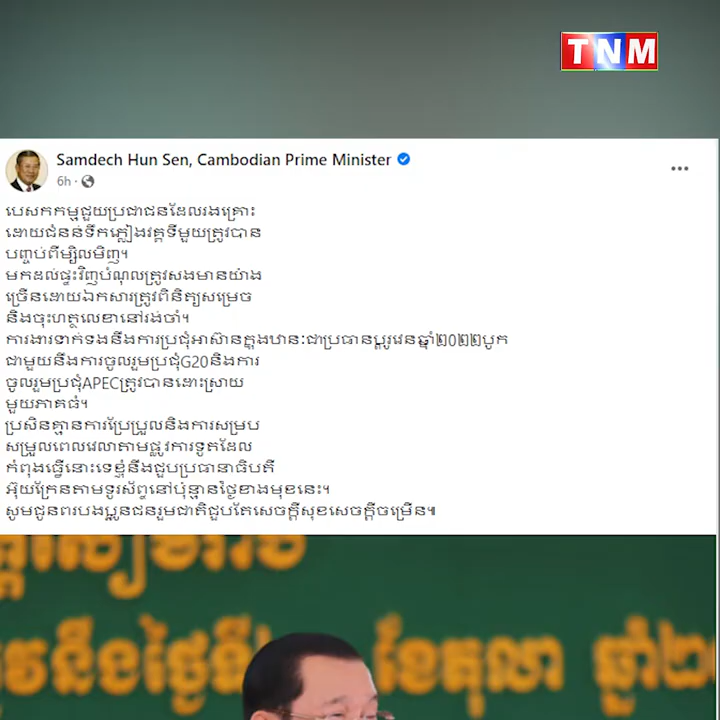 TNM
Samdech Hun Sen, Cambodian Prime Minister
6h
បេសកកម្មជួយប្រជាជនដែលរងគ្រោះ
ដោយជំនន់ទឹកភ្លៀងវគ្គទីមួយត្រូវបាន
បញ្ចប់ពីម្សិលមិញ។
មកដល់ផ្ទះវិញបំណុលត្រូវសងមានយ៉ាង
ច្រើនដោយឯកសារត្រូវពិនិត្យសម្រេច
និងចុះហត្ថលេខានៅរង់ចាំ។
ការងារទាក់ទងនឹងការប្រជុំអាស៊ានក្នុងឋានៈជាប្រធានប្តូរវេនឆ្នាំ២០២២បូក
ជាមួយនឹងការចូលរួមប្រជុំG20និងការ
ចូលរួមប្រជុំAPECត្រូវបានដោះស្រាយ
មួយភាគធំ។
ប្រសិនគ្មានការប្រែប្រួលនិងការសម្រប
សម្រួលពេលវេលាតាមផ្លូវការទូតដែល
កំពុងធ្វើនោះទេខ្ញុំនឹងជួបប្រធានាធិបតី
អ៊ុយក្រែនតាមទូរស័ព្ទនៅប៉ុន្មានថ្ងៃខាងមុខនេះ។
សូមជូនពរបងប្អូនជនរួមជាតិជួបតែសេចក្តីសុខសេចក្តីចម្រើន៕
ខែតុលា